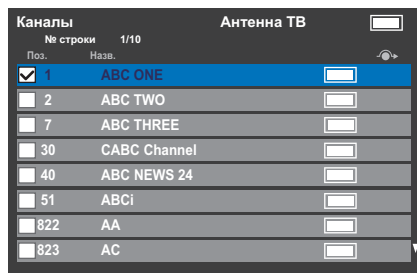 Каналы Антенна ТВ
№ строки 1/10
Поз. Назв.
1 ABC ONE
2 ABC TWO
7 ABC THREE
30 CABC Channel
40 ABC NEWS 24
51 ABCi
822 AA
823 AC